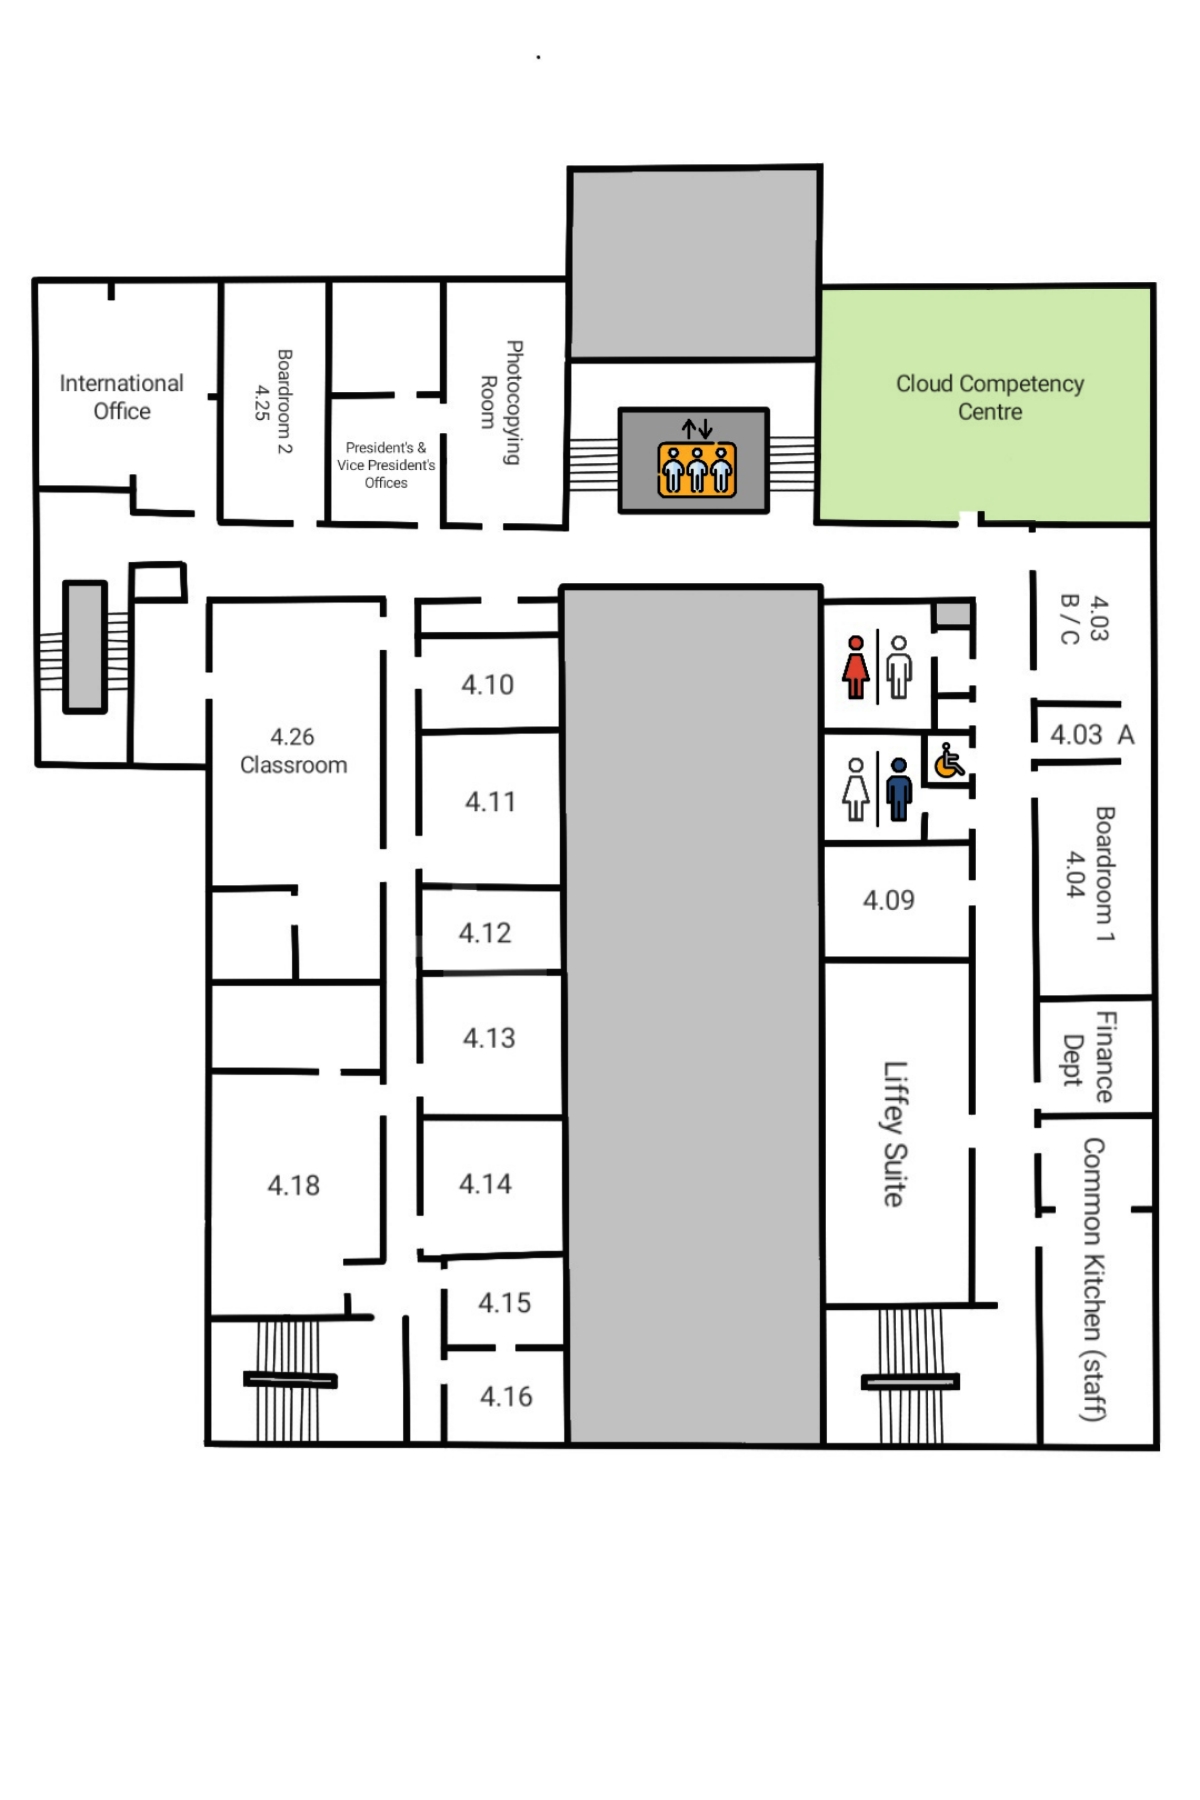 International
Office
Boardroom 2
4.25
President's &
Vice President's
Offices
Photocopying
Room
Cloud Competency
Centre
4.03
B / C
4.03 A
Boardroom 1
4.04
Finance
Dept
Common Kitchen (staff)
4.26
Classroom
4.10
4.11
4.12
4.13
4.14
4.15
4.16
4.18
4.09
Liffey Suite